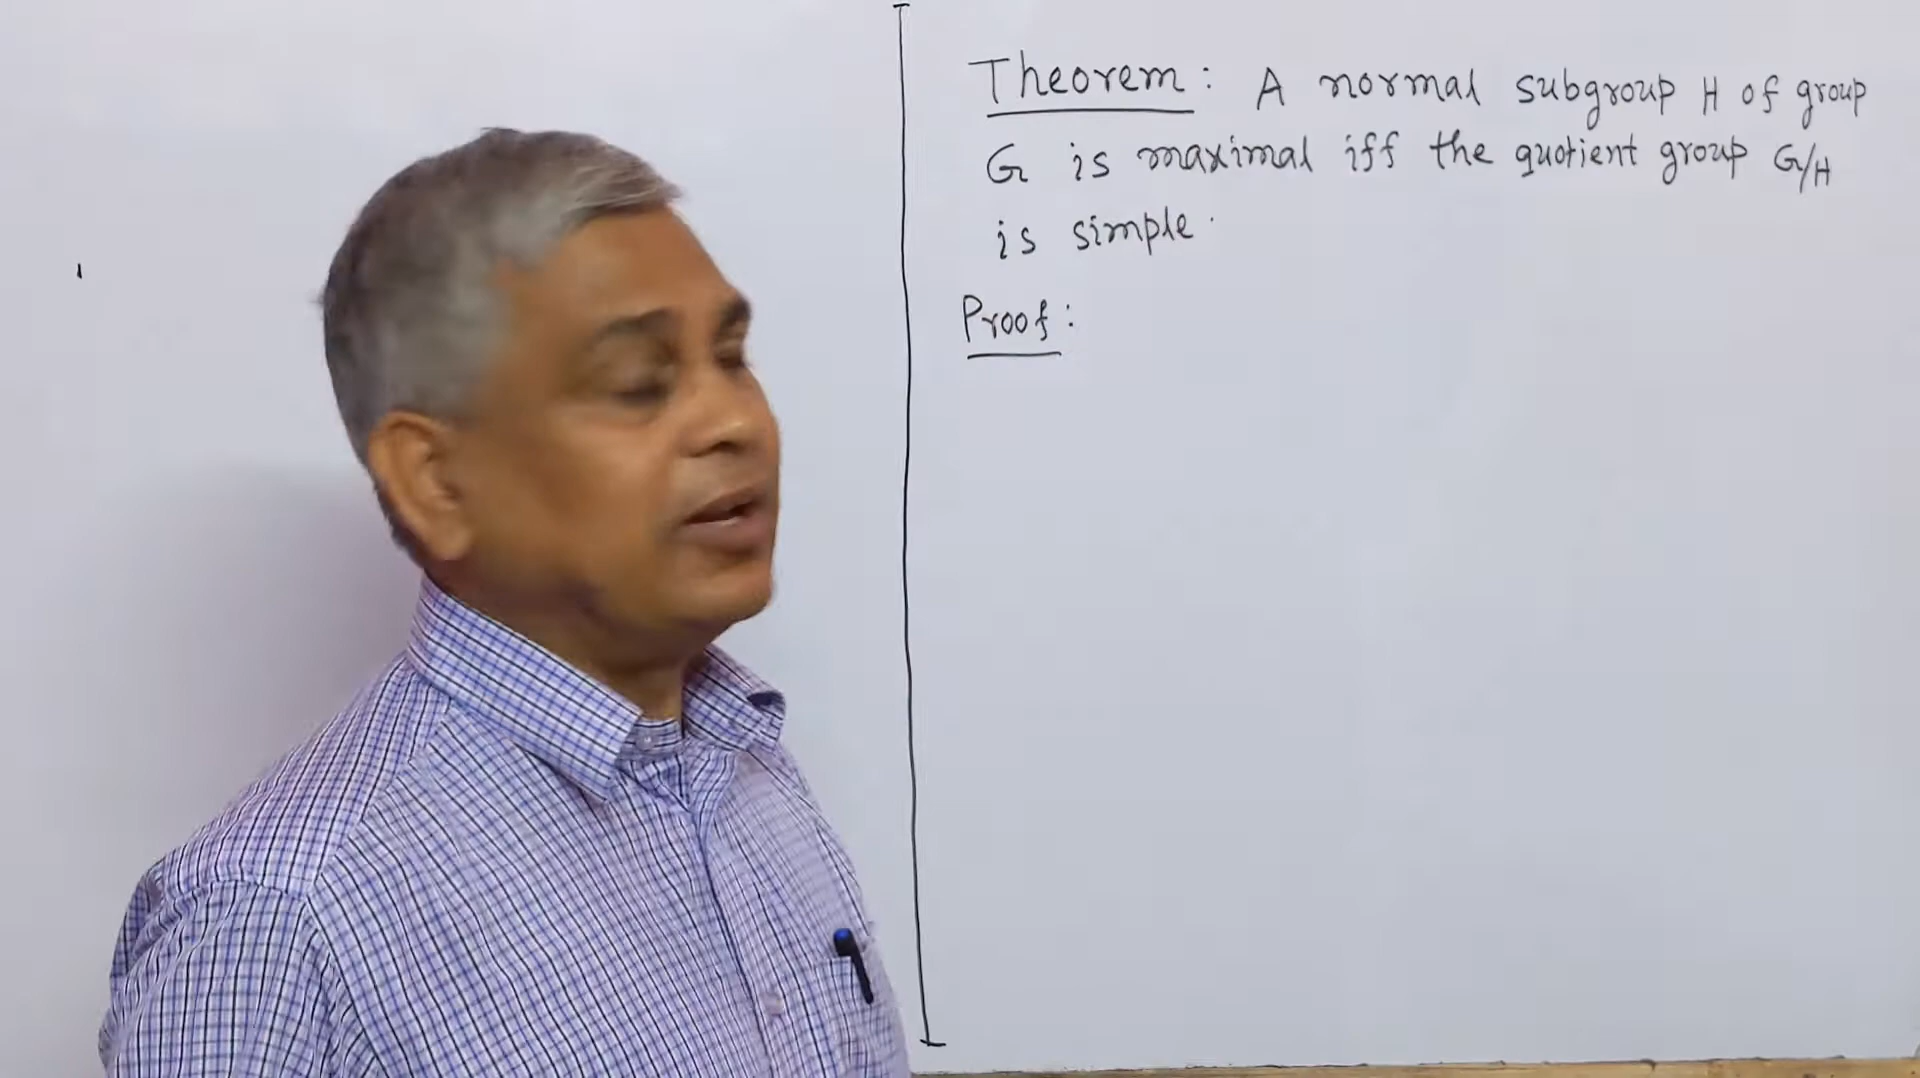 Theorem: A normal subgroup H of group
G is maximal iff the quotient group G/H
is simple.
Proof: